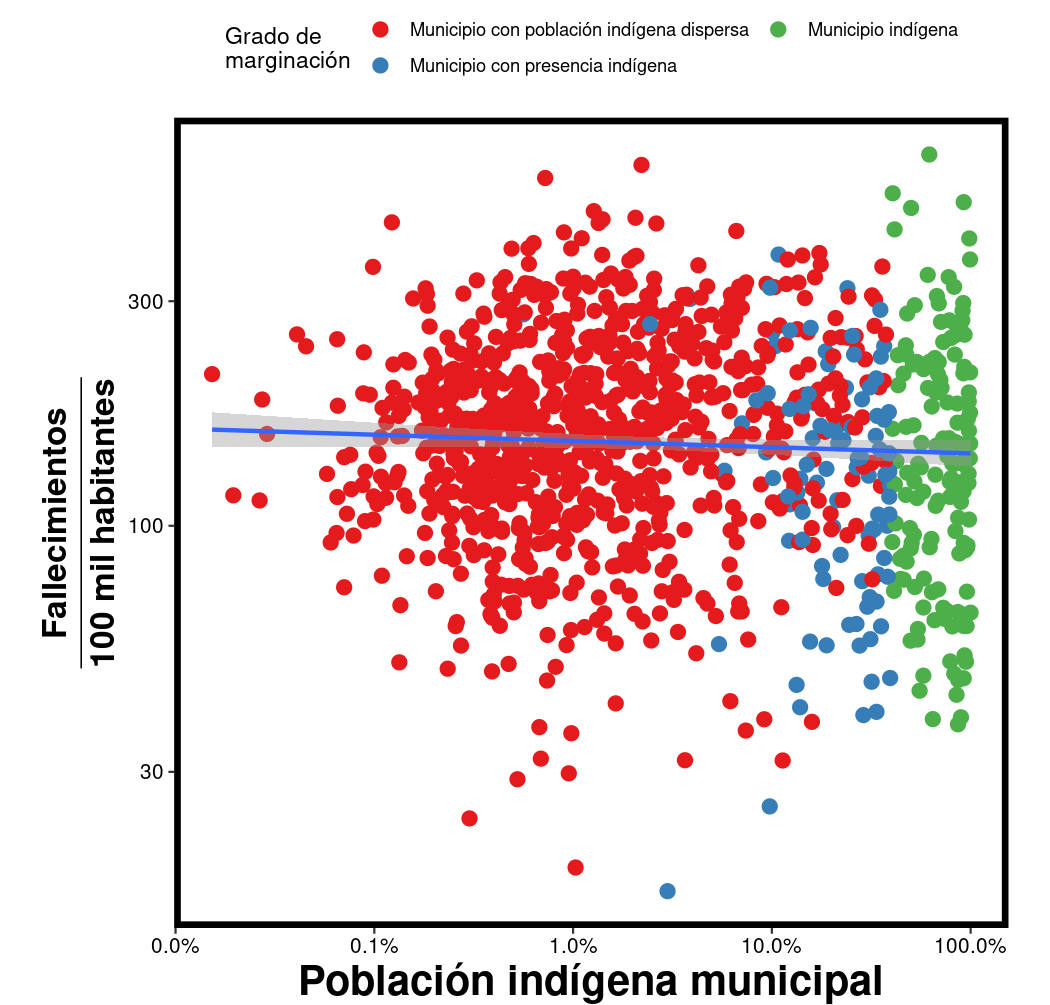 Grado de
marginación
Municipio con población indígena dispersa
Municipio indígena
Municipio con presencia indígena
Fallecimientos
100 mil habitantes
300
100
30
0.0%
0.1%
1.0%
10.0%
100.0%
Población indígena municipal